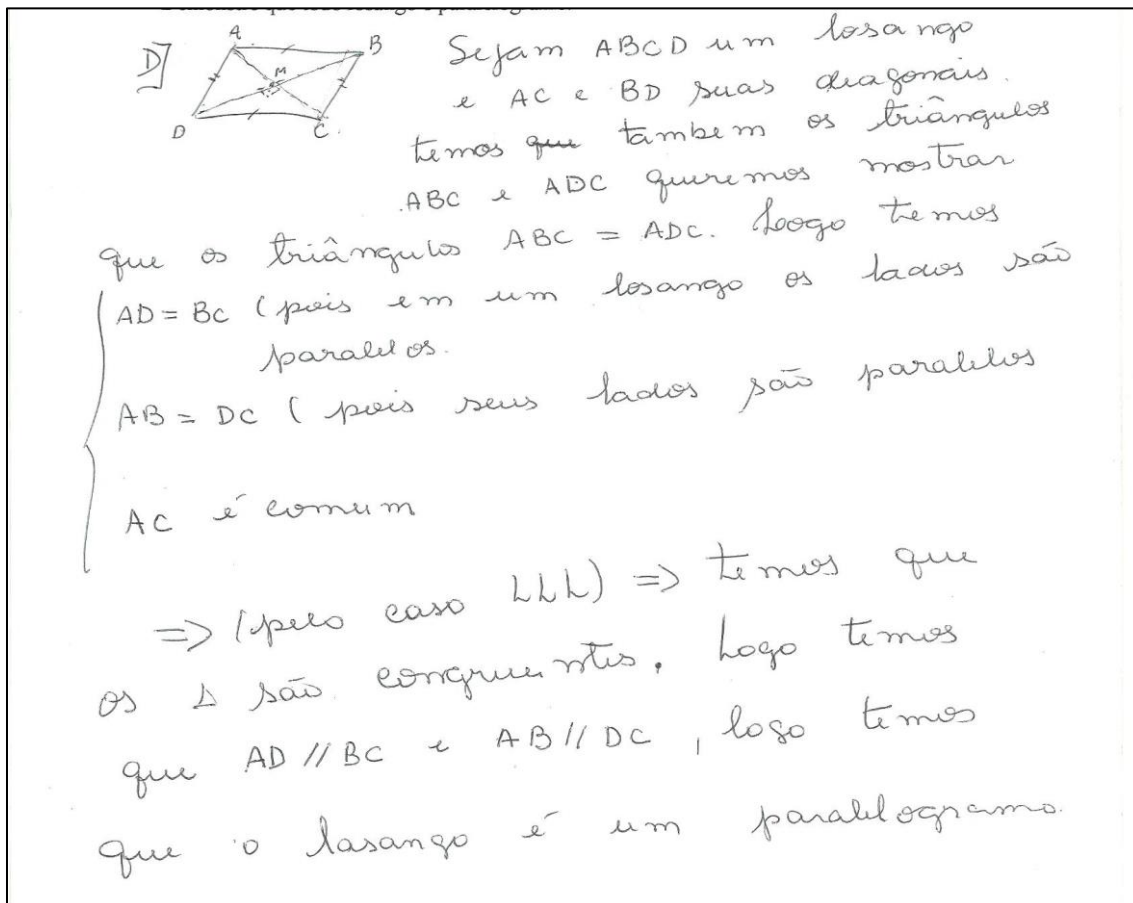 D]
A
B
M
D
C
Sejam ABCD um losango
e AC e BD suas diagonais.
temos que tambem os triângulos
ABC e ADC queremos mostrar
que os triângulos ABC = ADC. Logo temos
AD = BC (pois em um losango os lados são
paralelos.
AB = DC ( pois seus lados são paralelos
AC é comum
=> (pelo caso LLL) => temos que
os Δ são congruentes. Logo temos
que AD // BC e AB // DC, logo temos
que o lasango é um paralelogramo.